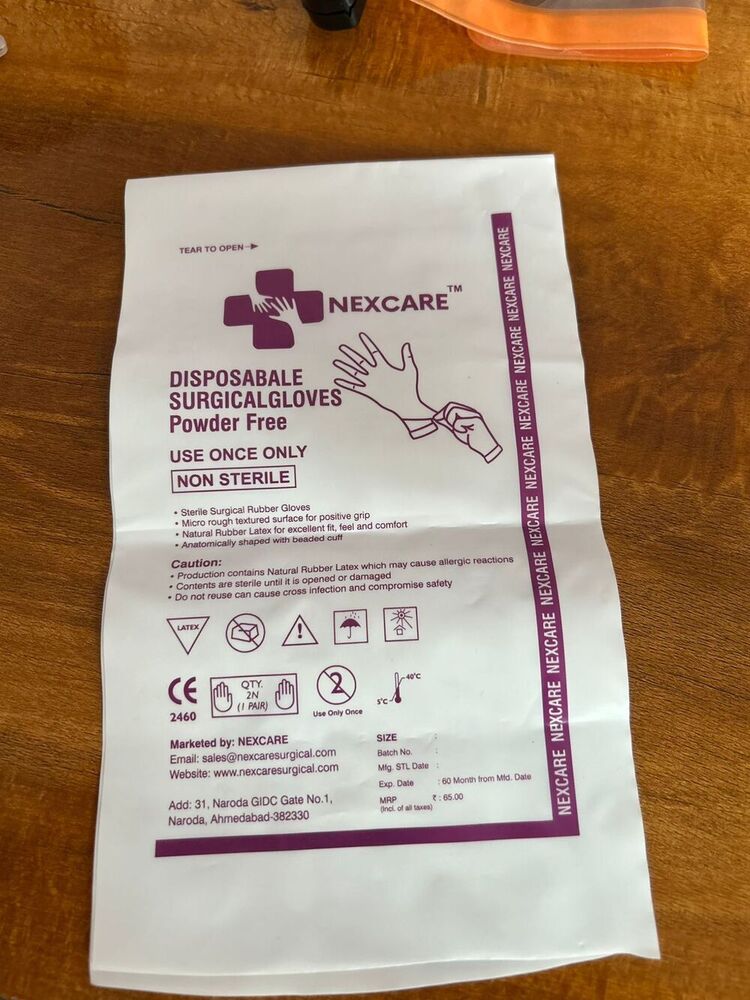 TEAR TO OPEN →
NEXCARE™
DISPOSABALE
SURGICALGLOVES
Powder Free
USE ONCE ONLY
NON STERILE
• Sterile Surgical Rubber Gloves
• Micro rough textured surface for positive grip
• Natural Rubber Latex for excellent fit, feel and comfort
• Anatomically shaped with beaded cuff
Caution:
• Production contains Natural Rubber Latex which may cause allergic reactions
• Contents are sterile until it is opened or damaged
• Do not reuse can cause cross infection and compromise safety
LATEX
CE
2460
QTY.
2N
(1 PAIR)
2
Use Only Once
5°C
40°C
Marketed by: NEXCARE
Email: sales@nexcaresurgical.com
Website: www.nexcaresurgical.com
Add: 31, Naroda GIDC Gate No.1,
Naroda, Ahmedabad-382330
SIZE :
Batch No. :
Mfg. STL Date :
Exp. Date : 60 Month from Mfd. Date
MRP ₹ : 65.00
(Incl. of all taxes)
NEXCARE NEXCARE NEXCARE NEXCARE NEXCARE NEXCARE NEXCARE NEXCARE NEXCARE